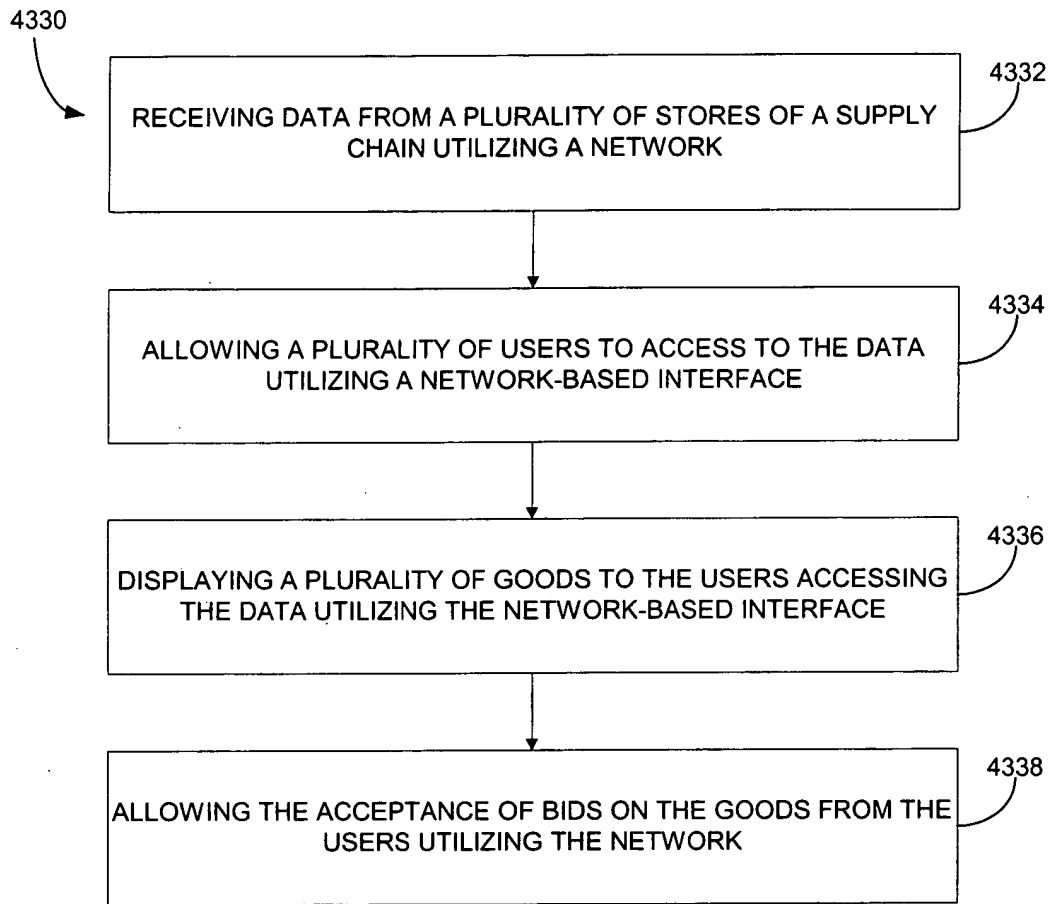 4330
4332
RECEIVING DATA FROM A PLURALITY OF STORES OF A SUPPLY
CHAIN UTILIZING A NETWORK
4334
ALLOWING A PLURALITY OF USERS TO ACCESS TO THE DATA
UTILIZING A NETWORK-BASED INTERFACE
4336
DISPLAYING A PLURALITY OF GOODS TO THE USERS ACCESSING
THE DATA UTILIZING THE NETWORK-BASED INTERFACE
4338
ALLOWING THE ACCEPTANCE OF BIDS ON THE GOODS FROM THE
USERS UTILIZING THE NETWORK